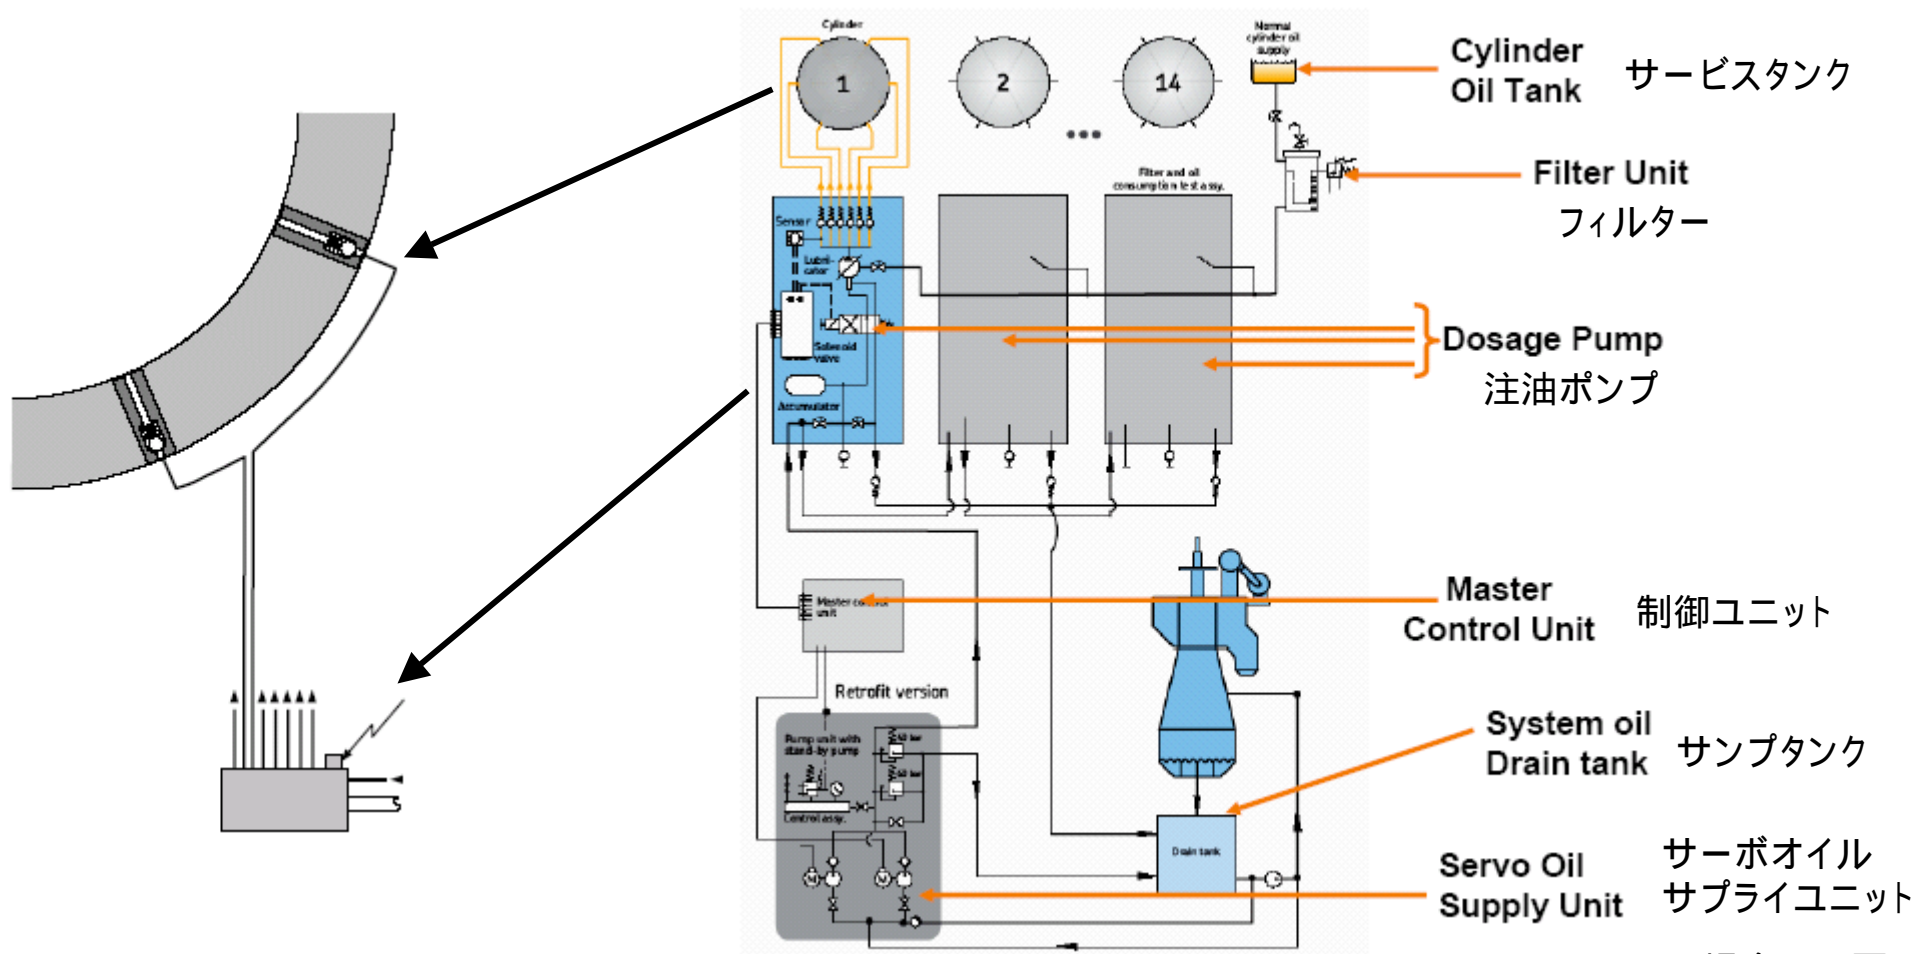 Cylinder
1
2
14
Normal
cylinder oil
supply
Cylinder
Oil Tank
サービスタンク
Filter Unit
フィルター
Filter and oil
consumption test assy.
Sensor
Lubri-
cator
Solenoid
valve
Accumulator
Dosage Pump
注油ポンプ
Master control
unit
Master
Control Unit
制御ユニット
Retrofit version
Pump unit with
stand-by pump
Control assy.
M
M
System oil
Drain tank
サンプタンク
Drain tank
Servo Oil
Supply Unit
サーボオイル
サプライユニット